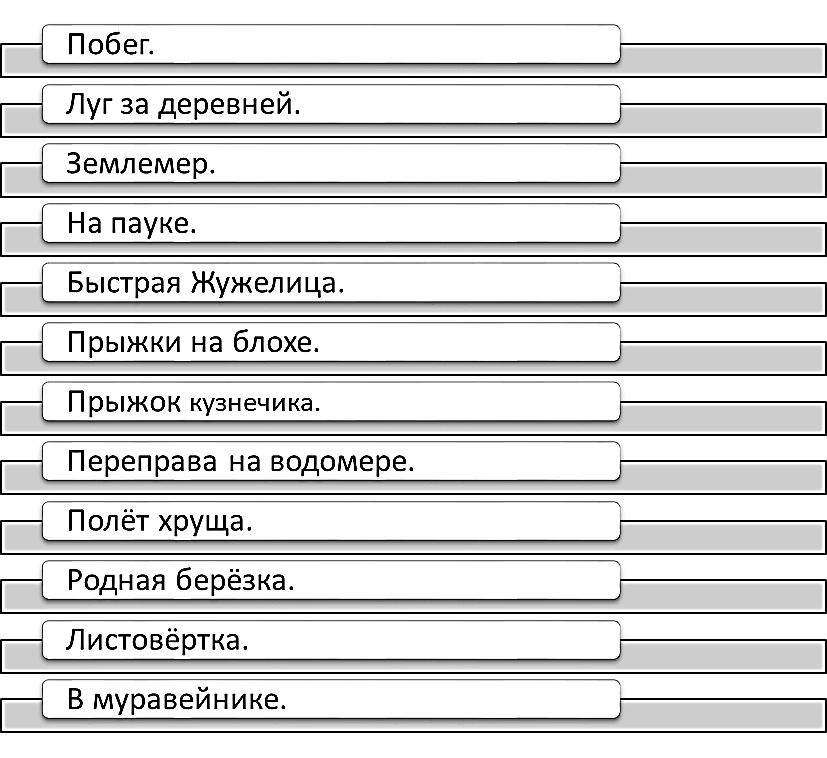 Побег.
Луг за деревней.
Землемер.
На пауке.
Быстрая Жужелица.
Прыжки на блохе.
Прыжок кузнечика.
Переправа на водомере.
Полёт хруща.
Родная берёзка.
Листовёртка.
В муравейнике.